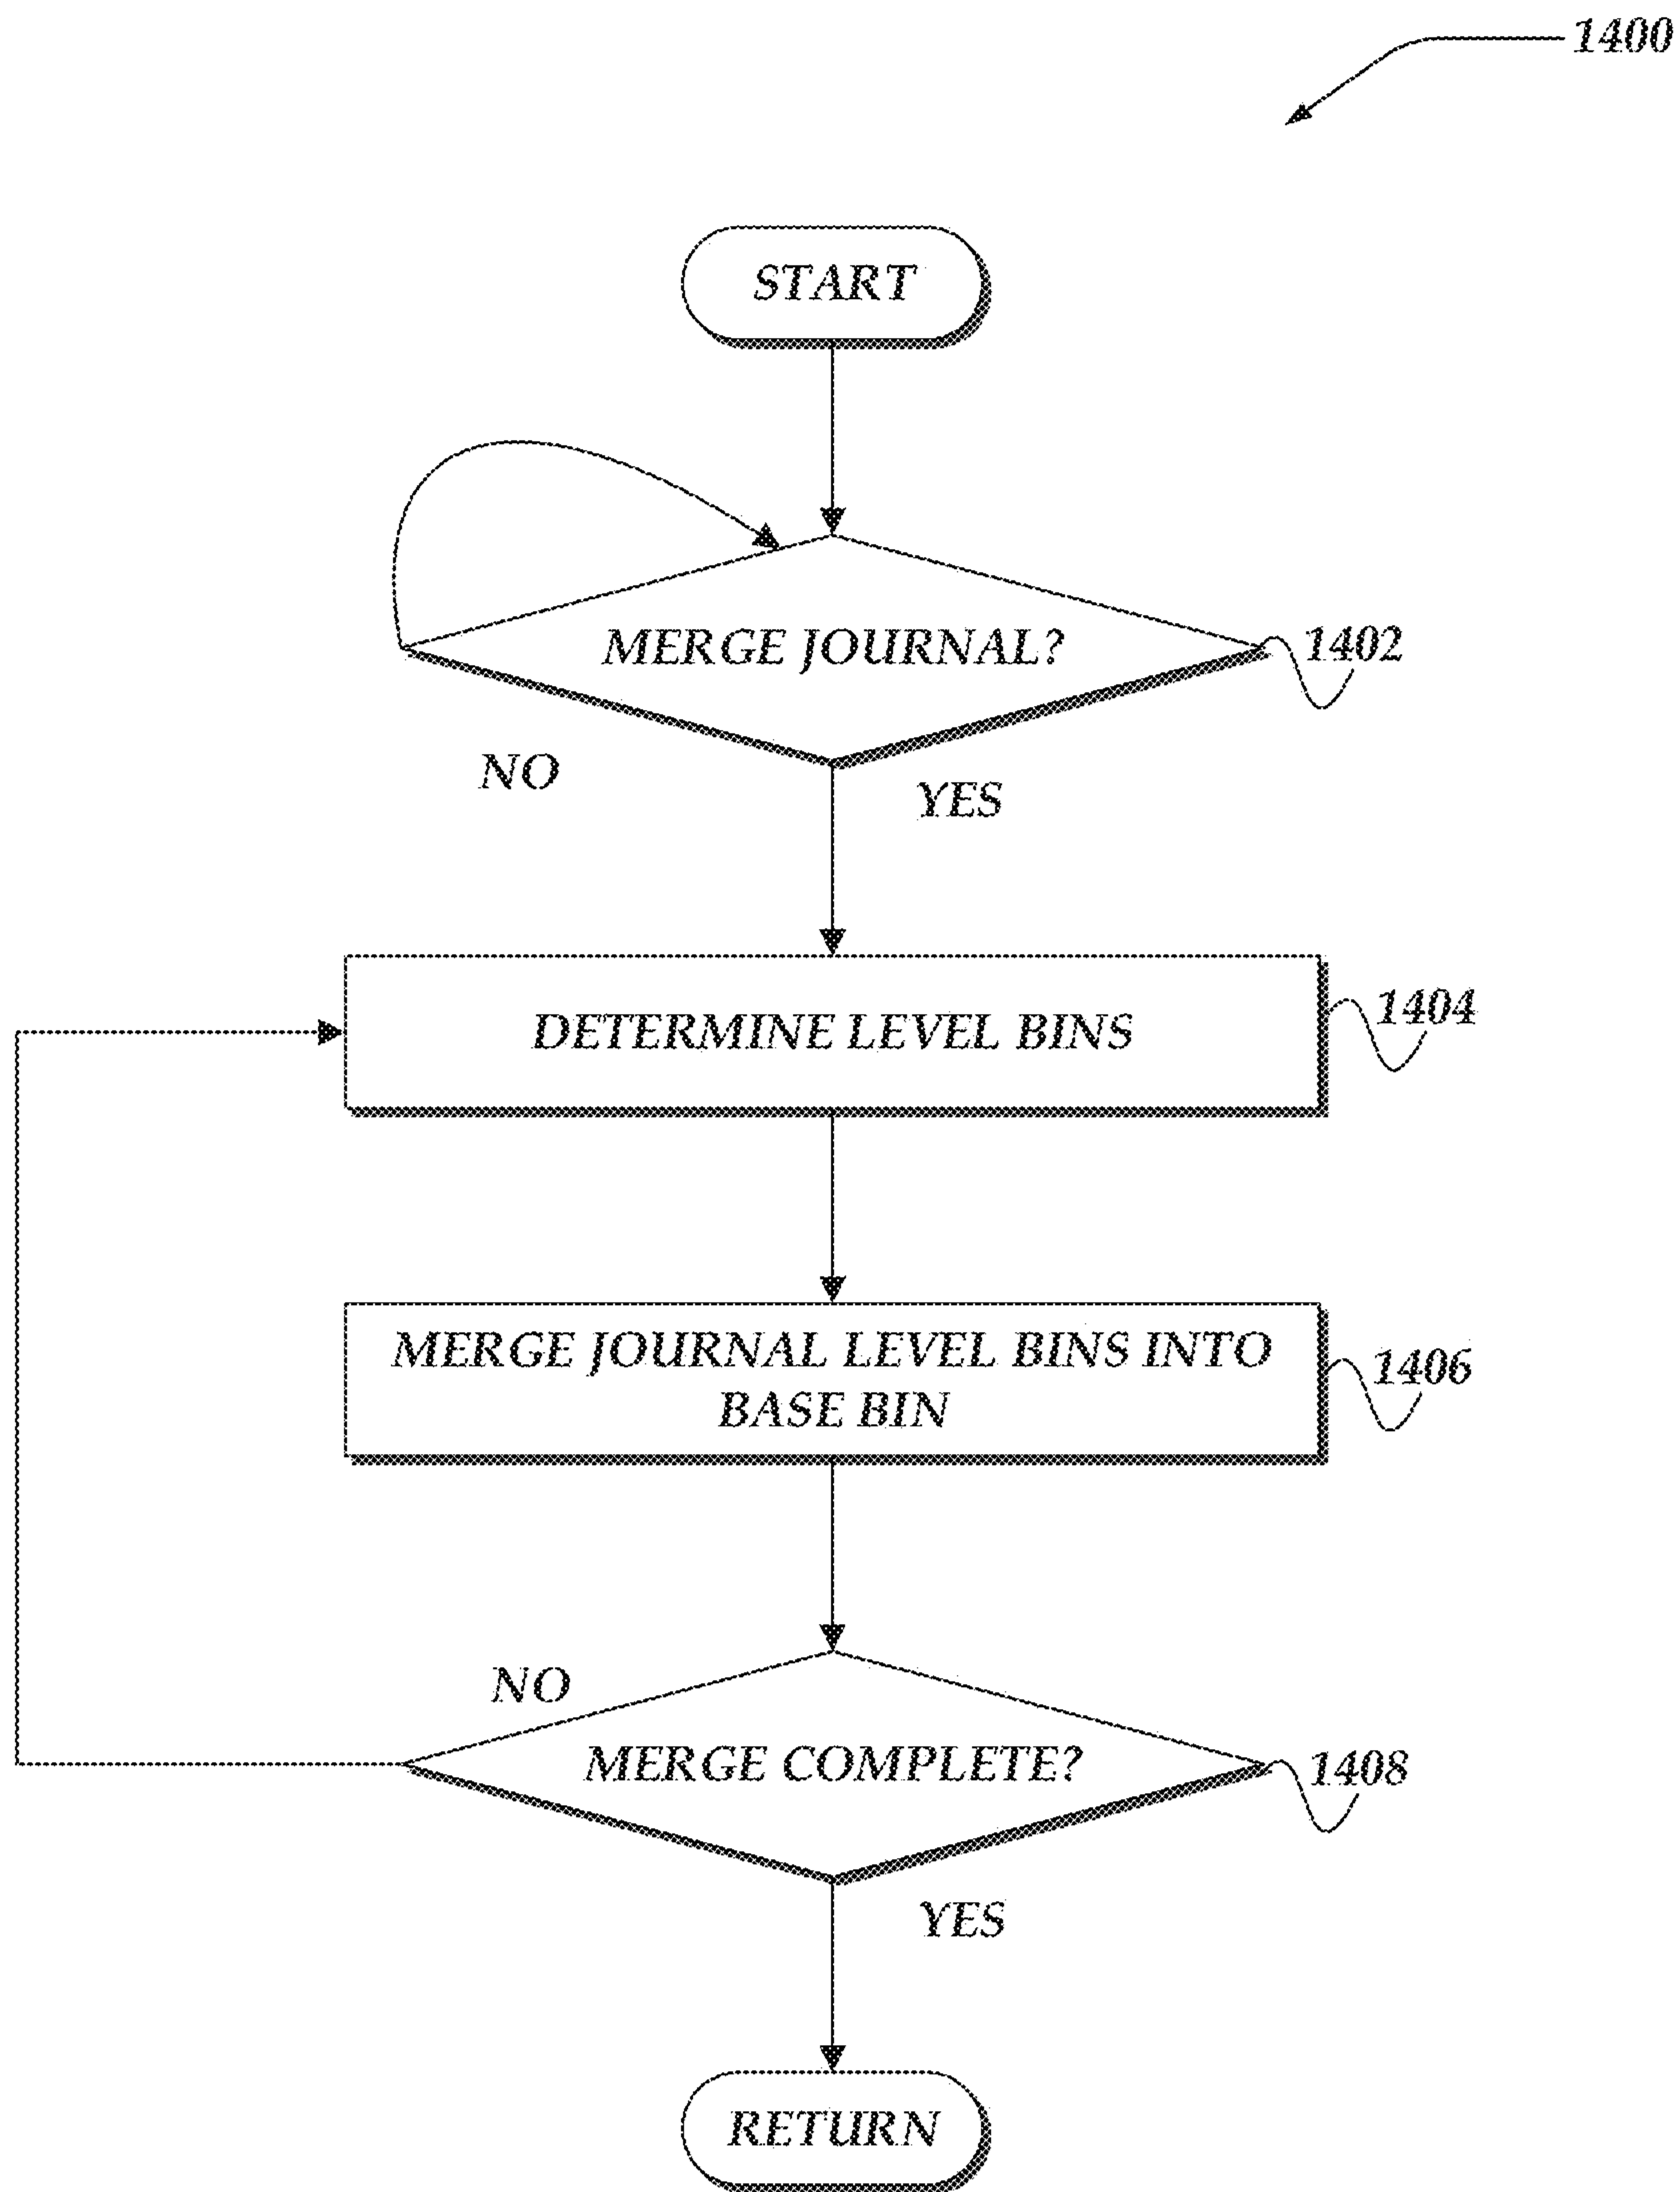 1400
START
MERGE JOURNAL?
1402
NO
YES
DETERMINE LEVEL BINS
1404
MERGE JOURNAL LEVEL BINS INTO
BASE BIN
1406
NO
MERGE COMPLETE?
1408
YES
RETURN